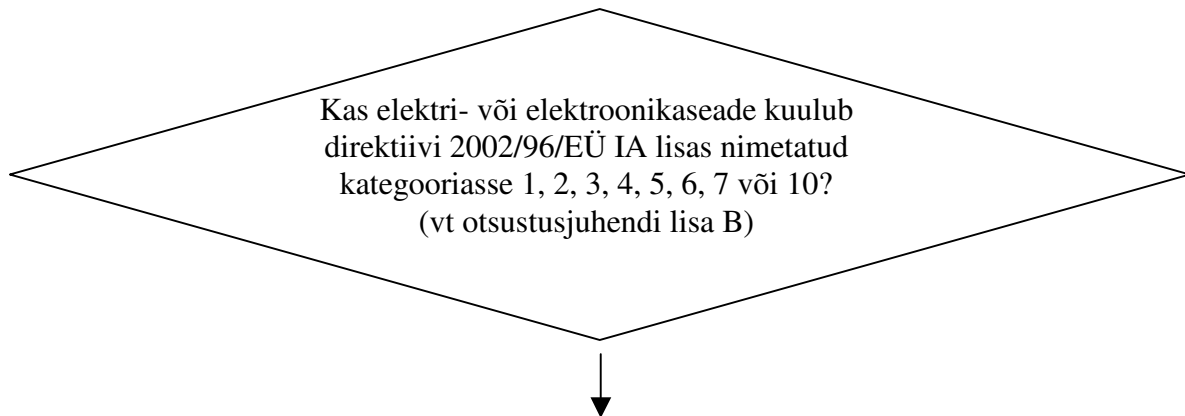 Kas elektri- või elektroonikaseade kuulub
direktiivi 2002/96/EÜ IA lisas nimetatud
kategooriasse 1, 2, 3, 4, 5, 6, 7 või 10?
(vt otsustusjuhendi lisa B)